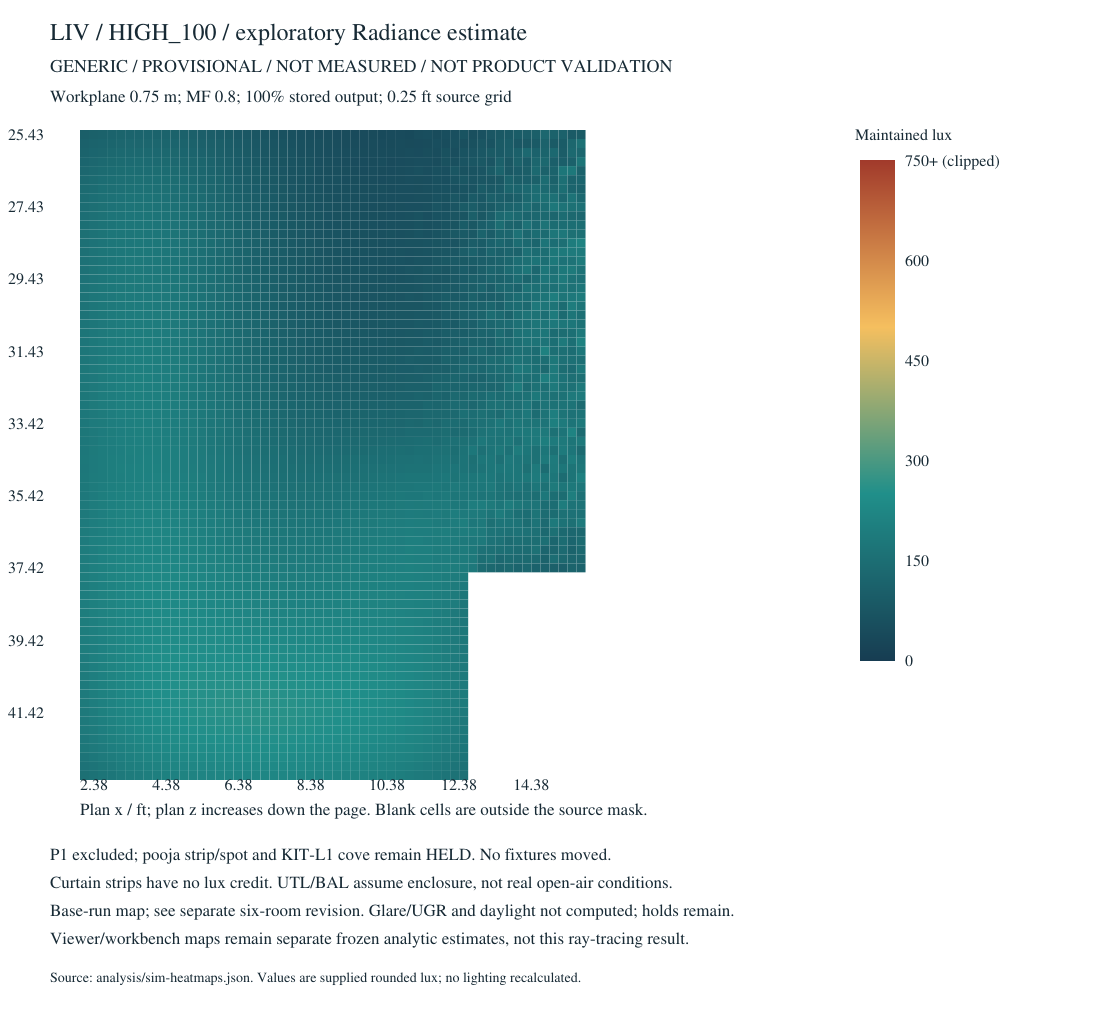 LIV / HIGH_100 / exploratory Radiance estimate
GENERIC / PROVISIONAL / NOT MEASURED / NOT PRODUCT VALIDATION
Workplane 0.75 m; MF 0.8; 100% stored output; 0.25 ft source grid
25.43
27.43
29.43
31.43
33.42
35.42
37.42
39.42
41.42
Maintained lux
750+ (clipped)
600
450
300
150
0
2.38 4.38 6.38 8.38 10.38 12.38 14.38
Plan x / ft; plan z increases down the page. Blank cells are outside the source mask.
P1 excluded; pooja strip/spot and KIT-L1 cove remain HELD. No fixtures moved.
Curtain strips have no lux credit. UTL/BAL assume enclosure, not real open-air conditions.
Base-run map; see separate six-room revision. Glare/UGR and daylight not computed; holds remain.
Viewer/workbench maps remain separate frozen analytic estimates, not this ray-tracing result.
Source: analysis/sim-heatmaps.json. Values are supplied rounded lux; no lighting recalculated.